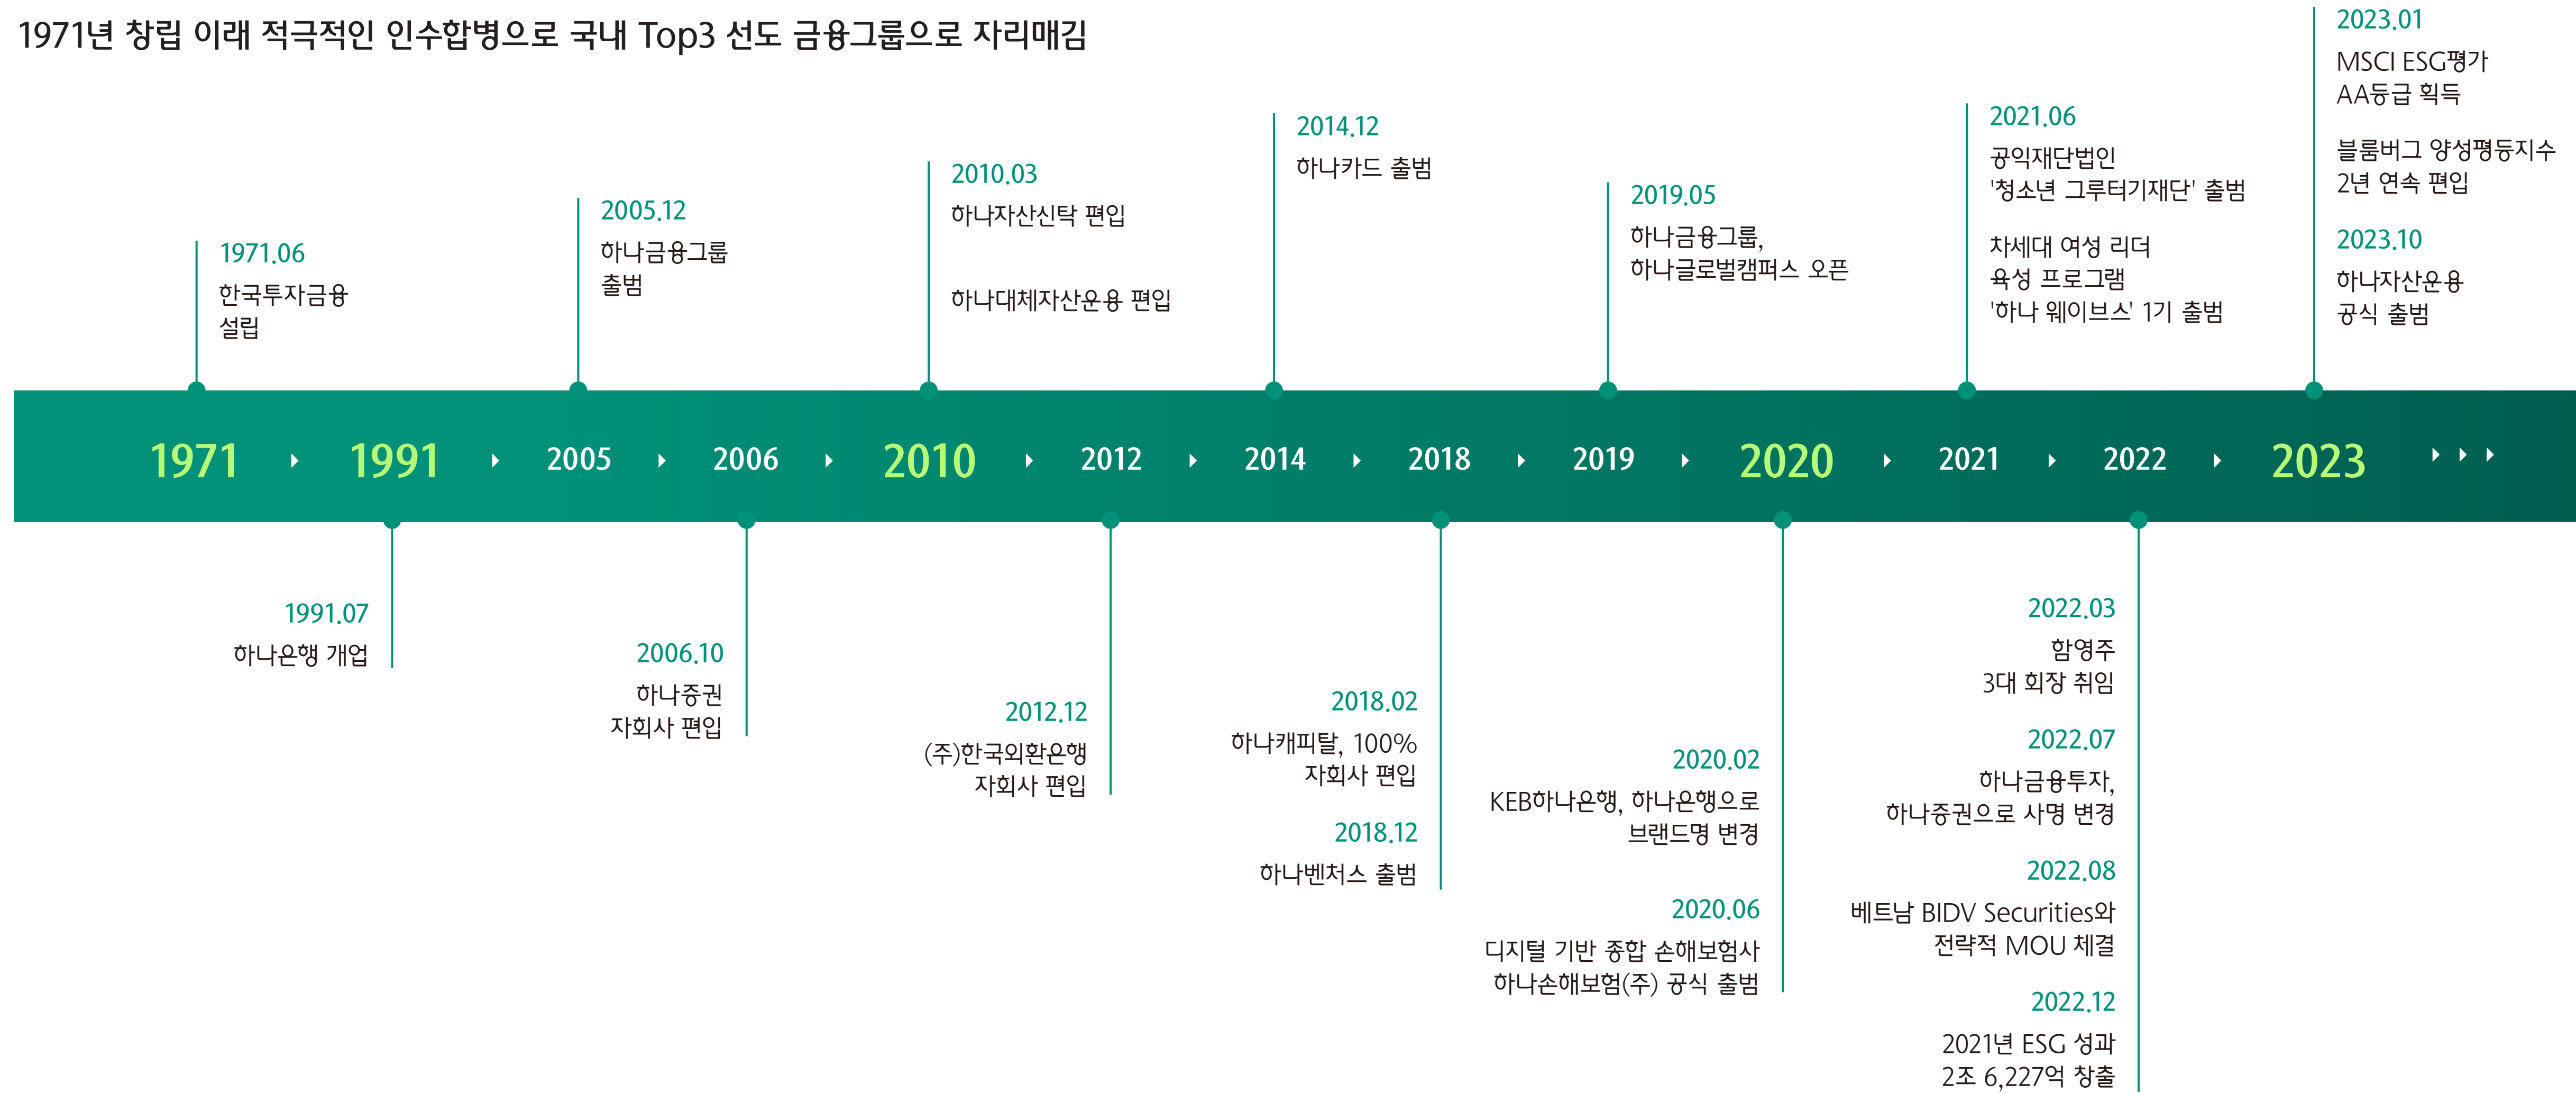 1971년 창립 이래 적극적인 인수합병으로 국내 Top3 선도 금융그룹으로 자리매김
1971.06
한국투자금융
설립
2005.12
하나금융그룹
출범
2010.03
하나자산신탁 편입
하나대체자산운용 편입
2014.12
하나카드 출범
2019.05
하나금융그룹,
하나글로벌캠퍼스 오픈
2021.06
공익재단법인
'청소년 그루터기재단' 출범
차세대 여성 리더
육성 프로그램
'하나 웨이브스' 1기 출범
2023.01
MSCI ESG평가
AA등급 획득
블룸버그 양성평등지수
2년 연속 편입
2023.10
하나자산운용
공식 출범
1971 1991 2005 2006 2010 2012 2014 2018 2019 2020 2021 2022 2023
1991.07
하나은행 개업
2006.10
하나증권
자회사 편입
2012.12
(주)한국외환은행
자회사 편입
2018.02
하나캐피탈, 100%
자회사 편입
2018.12
하나벤처스 출범
2020.02
KEB하나은행, 하나은행으로
브랜드명 변경
2020.06
디지털 기반 종합 손해보험사
하나손해보험(주) 공식 출범
2022.03
함영주
3대 회장 취임
2022.07
하나금융투자,
하나증권으로 사명 변경
2022.08
베트남 BIDV Securities와
전략적 MOU 체결
2022.12
2021년 ESG 성과
2조 6,227억 창출